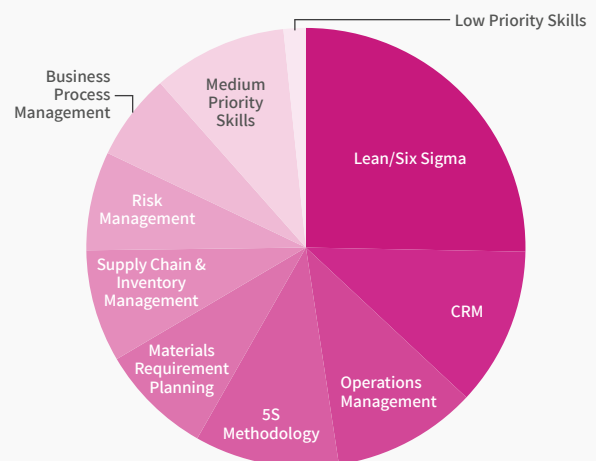 Low Priority Skills
Business
Process
Management
Medium
Priority
Skills
Lean/Six Sigma
Risk
Management
Supply Chain &
Inventory
Management
CRM
Materials
Requirement
Planning
Operations
Management
5S
Methodology